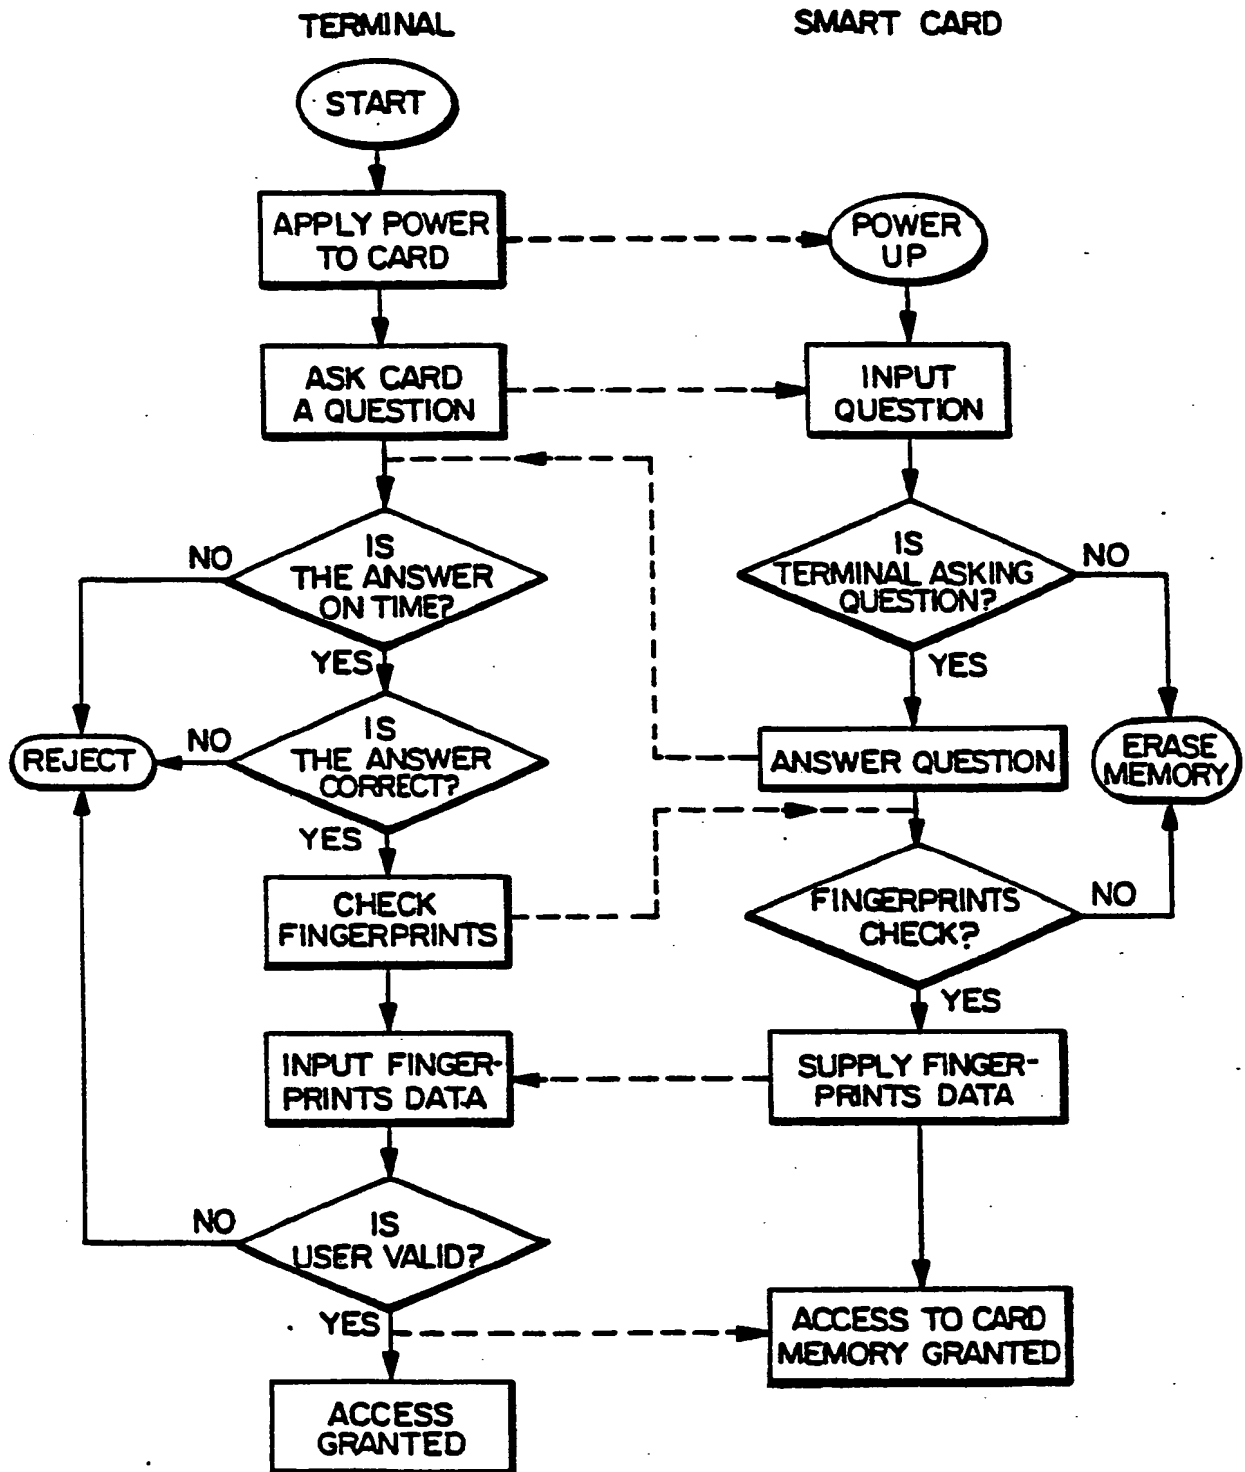 TERMINAL
SMART CARD
START
APPLY POWER
TO CARD
POWER
UP
ASK CARD
A QUESTION
INPUT
QUESTION
IS
THE ANSWER
ON TIME?
NO
YES
IS
TERMINAL ASKING
QUESTION?
NO
YES
REJECT
NO
IS
THE ANSWER
CORRECT?
YES
ANSWER QUESTION
ERASE
MEMORY
CHECK
FINGERPRINTS
FINGERPRINTS
CHECK?
NO
YES
INPUT FINGER-
PRINTS DATA
SUPPLY FINGER-
PRINTS DATA
NO
IS
USER VALID?
YES
ACCESS TO CARD
MEMORY GRANTED
ACCESS
GRANTED